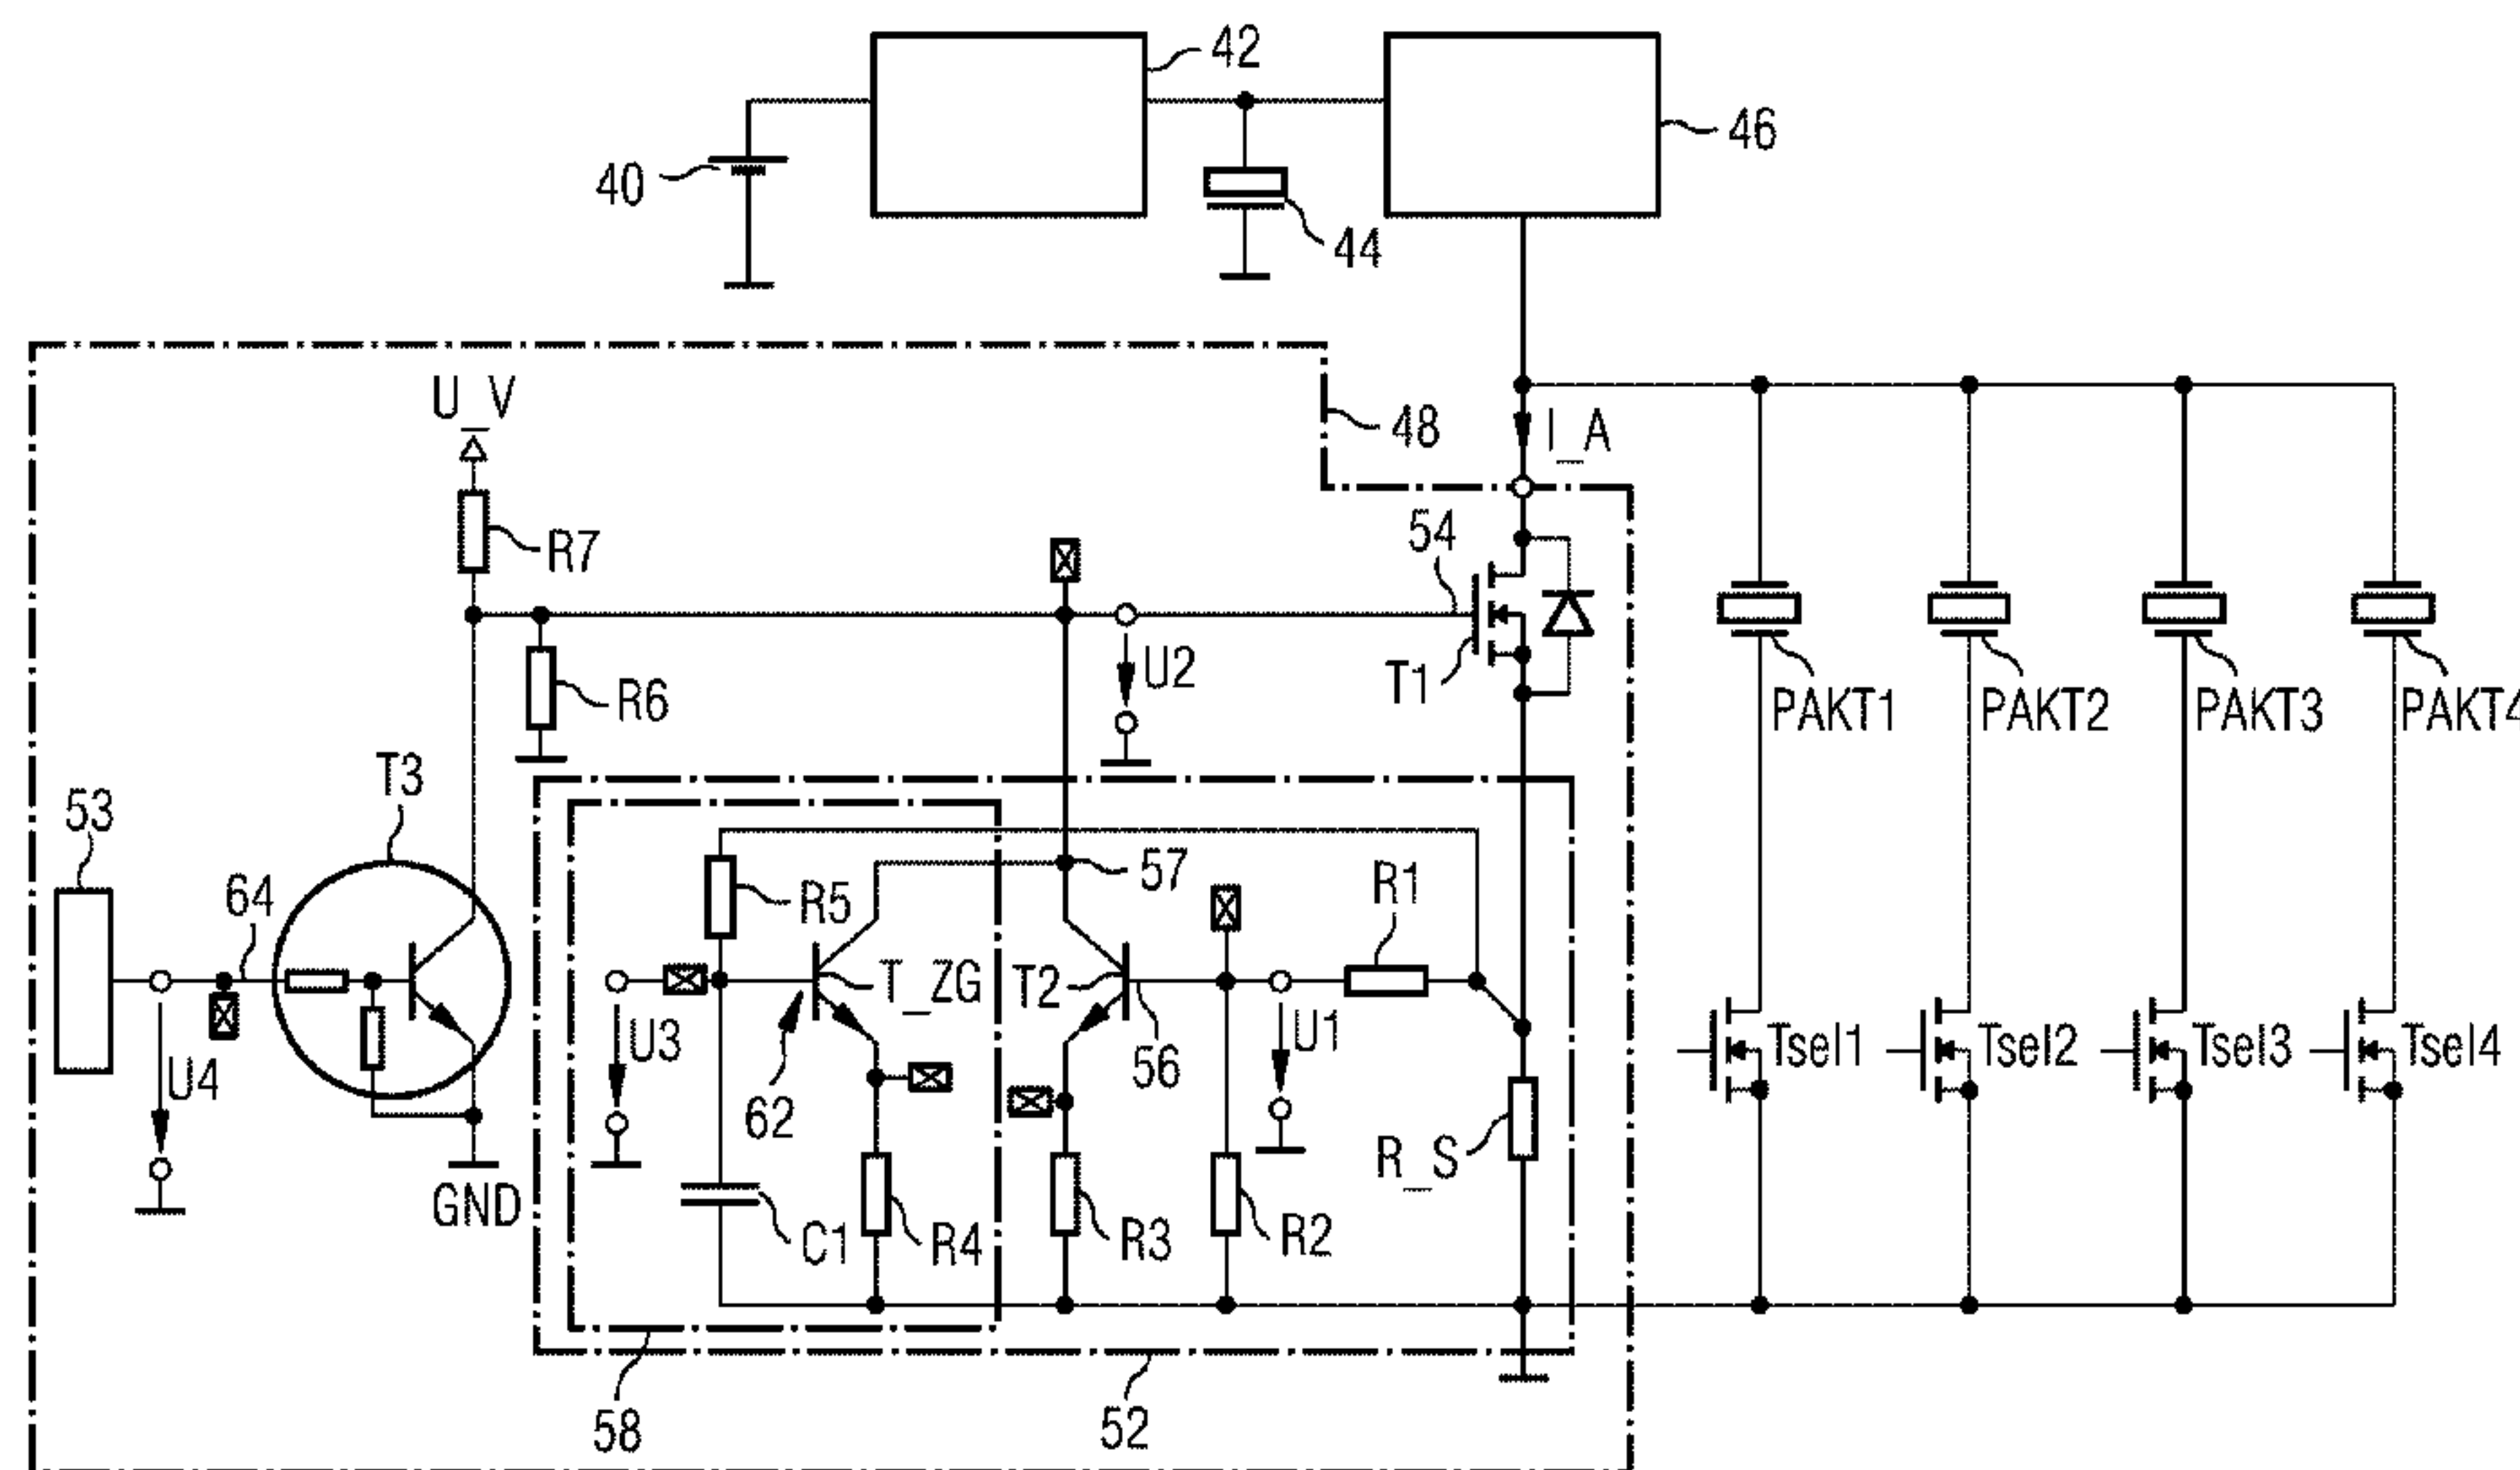 42
46
40
44
U_V
48
I_A
R7
54
U2
T1
R6
PAKT1
PAKT2
PAKT3
PAKT4
T3
53
57
R1
64
R5
T_ZG
T2
U3
U1
56
Tsel1
Tsel2
Tsel3
Tsel4
U4
62
R_S
GND
C1
R4
R3
R2
58
52